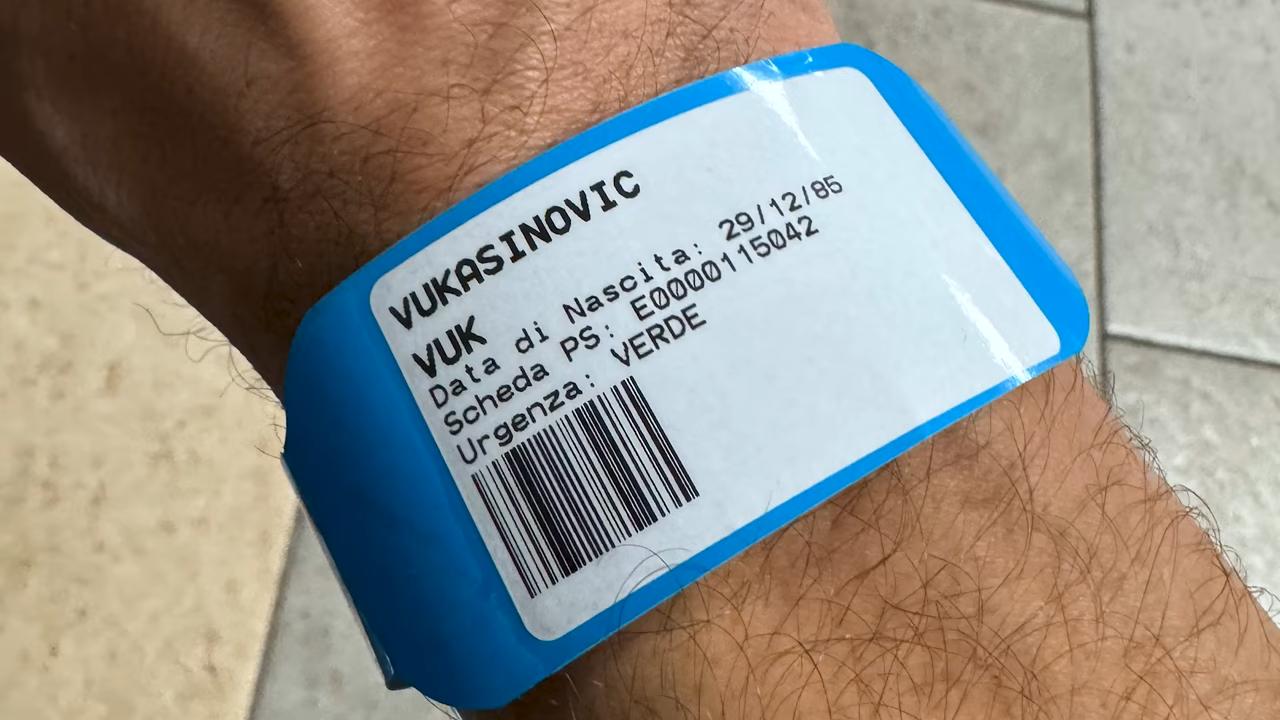 VUKASINOVIC
VUK
Data di Nascita: 29/12/85
Scheda PS: E0000115042
Urgenza: VERDE